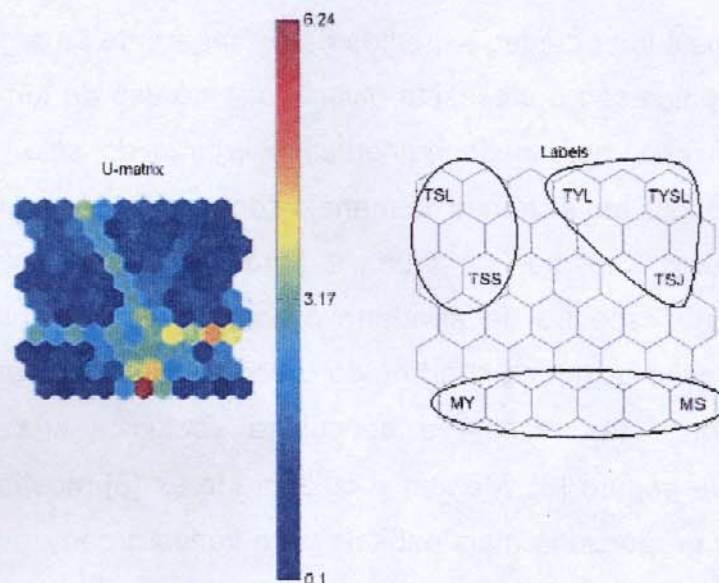 6.24
Labels
U-matrix
TSL
TYL
TYSL
TSS
TSJ
3.17
MY
MS
0.1